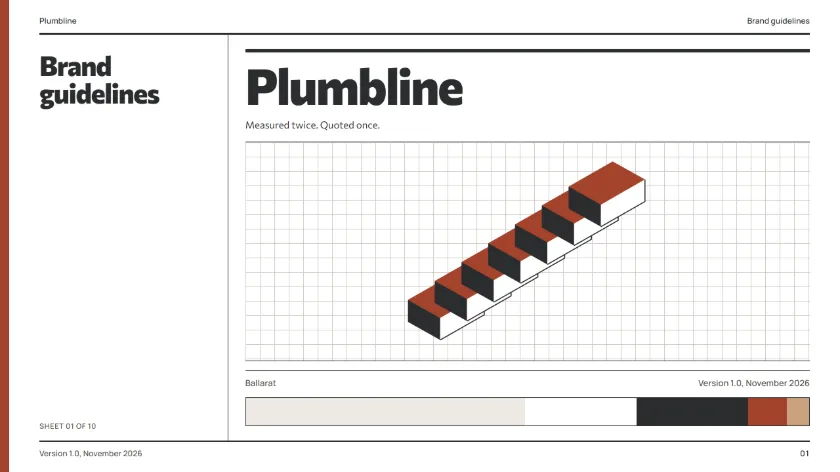 Plumbline
Brand guidelines
Brand
guidelines
Plumbline
Measured twice. Quoted once.
Ballarat
Version 1.0, November 2026
SHEET 01 OF 10
Version 1.0, November 2026
01